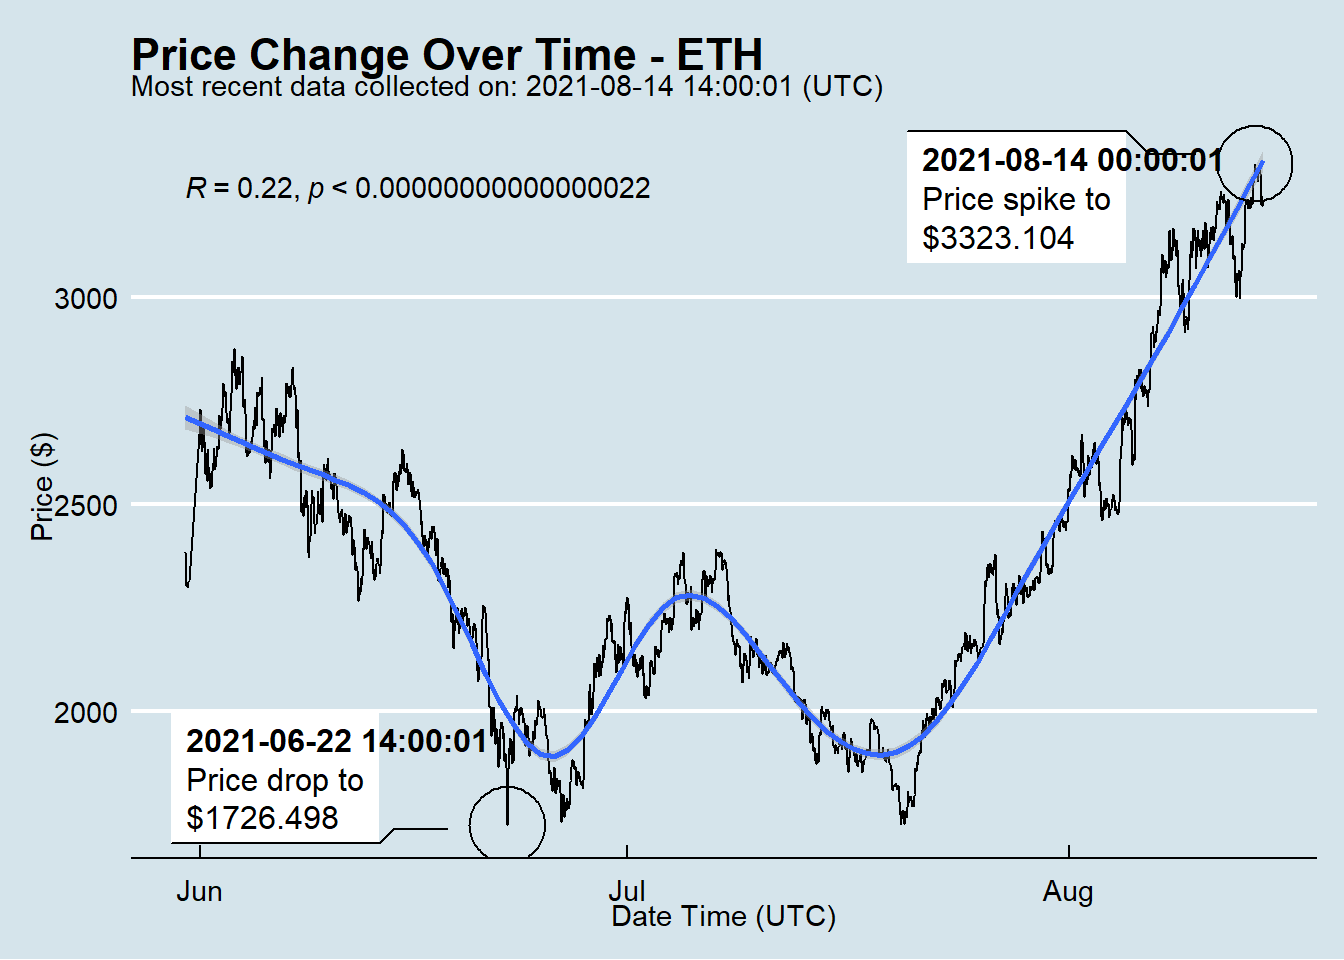 Price Change Over Time - ETH
Most recent data collected on: 2021-08-14 14:00:01 (UTC)
2021-08-14 00:00:01
Price spike to
$3323.104
R = 0.22, p < 0.00000000000000022
3000
2500
2000
Price ($)
2021-06-22 14:00:01
Price drop to
$1726.498
Jun
Jul
Aug
Date Time (UTC)